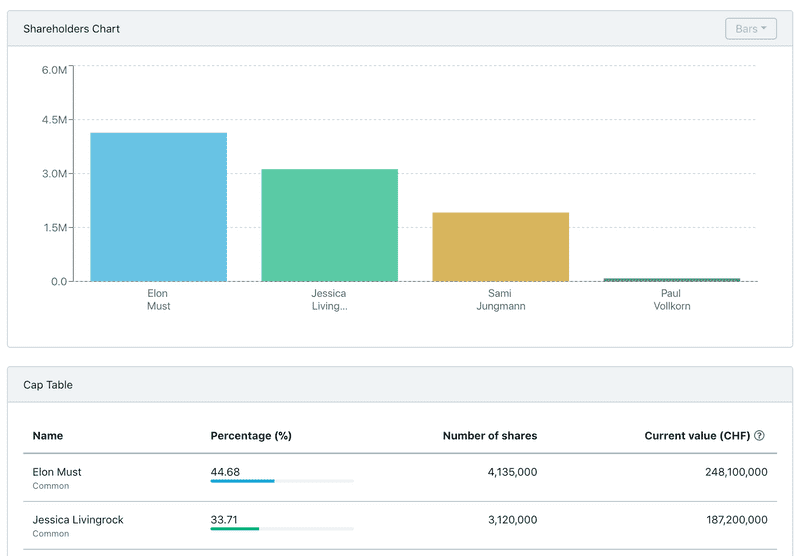 Shareholders Chart
Bars
6.0M
4.5M
3.0M
1.5M
0.0
Elon
Must
Jessica
Living...
Sami
Jungmann
Paul
Vollkorn
Cap Table
Name Percentage (%) Number of shares Current value (CHF) ?
Elon Must 44.68 4,135,000 248,100,000
Common
Jessica Livingrock 33.71 3,120,000 187,200,000
Common